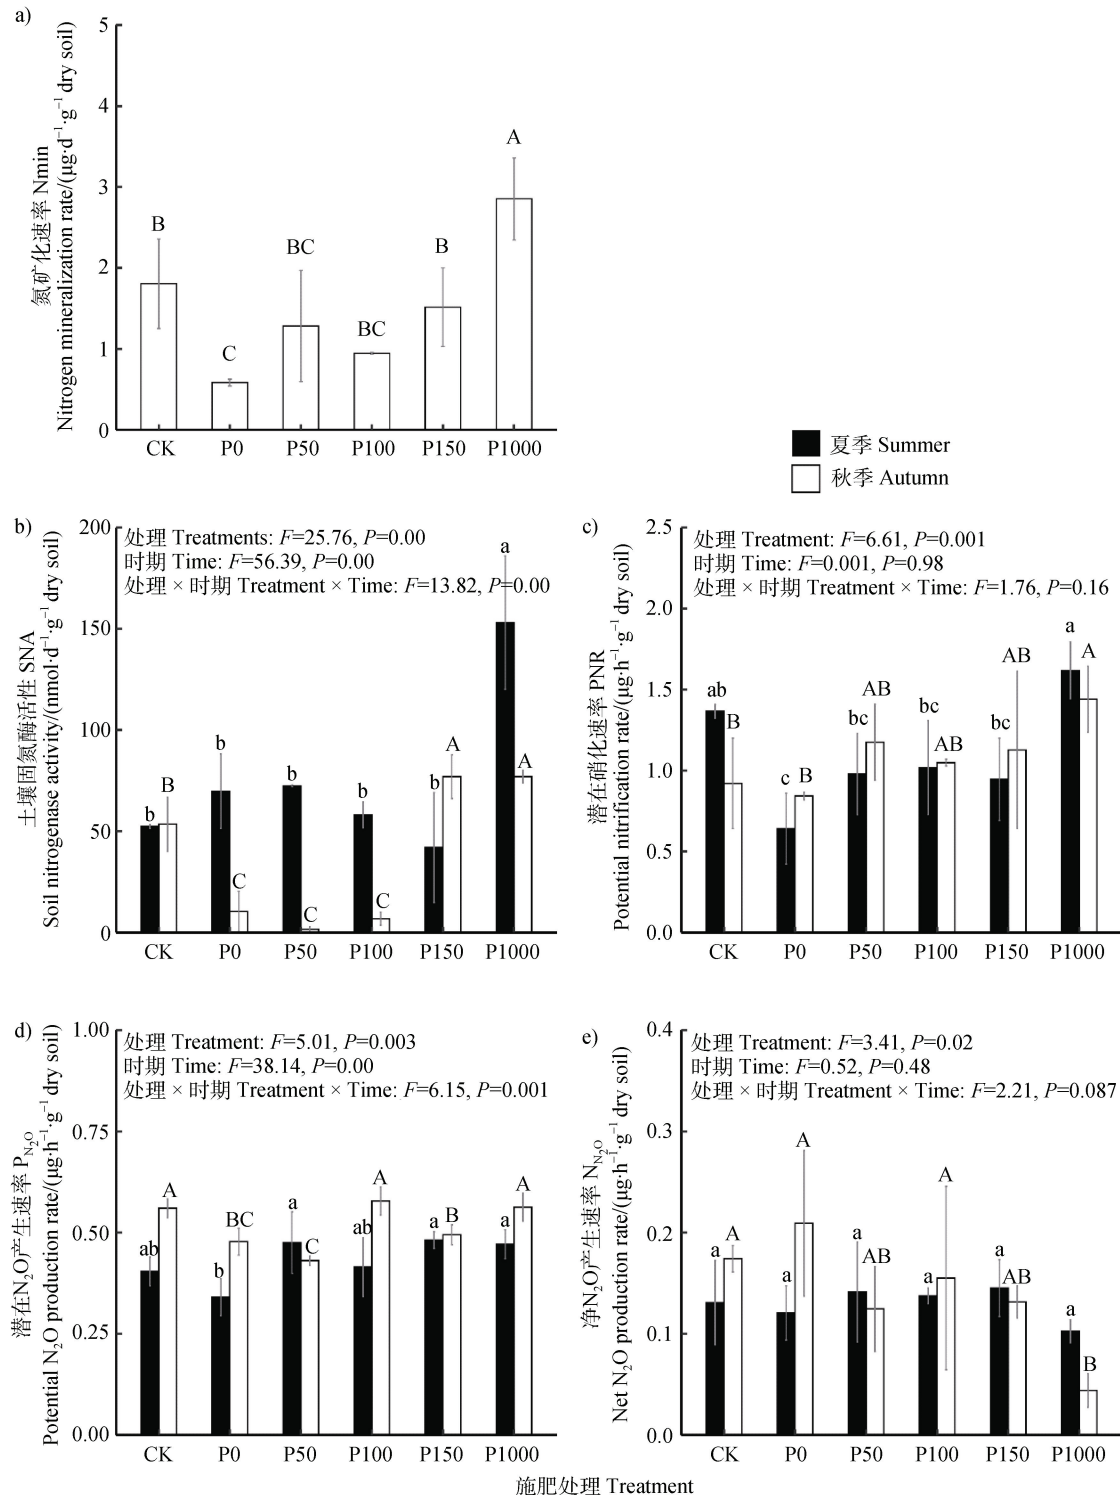 a)
氮矿化速率 Nmin
Nitrogen mineralization rate/(μg·d⁻¹·g⁻¹ dry soil)
5
4
3
2
1
0
B
C
BC
BC
B
A
CK P0 P50 P100 P150 P1000
夏季 Summer
秋季 Autumn
b)
土壤固氮酶活性 SNA
Soil nitrogenase activity/(nmol·d⁻¹·g⁻¹ dry soil)
200
150
100
50
0
处理 Treatments: F=25.76, P=0.00
时期 Time: F=56.39, P=0.00
处理 × 时期 Treatment × Time: F=13.82, P=0.00
b B
b C
b C
b C
b A
a A
CK P0 P50 P100 P150 P1000
c)
潜在硝化速率 PNR
Potential nitrification rate/(μg·h⁻¹·g⁻¹ dry soil)
2.5
2.0
1.5
1.0
0.5
0.0
处理 Treatment: F=6.61, P=0.001
时期 Time: F=0.001, P=0.98
处理 × 时期 Treatment × Time: F=1.76, P=0.16
ab B
c B
bc AB
bc AB
bc AB
a A
CK P0 P50 P100 P150 P1000
d)
潜在N₂O产生速率 P_N₂O
Potential N₂O production rate/(μg·h⁻¹·g⁻¹ dry soil)
1.00
0.75
0.50
0.25
0.00
处理 Treatment: F=5.01, P=0.003
时期 Time: F=38.14, P=0.00
处理 × 时期 Treatment × Time: F=6.15, P=0.001
ab A
b BC
a C
ab A
a B
a A
CK P0 P50 P100 P150 P1000
e)
净N₂O产生速率 N_N₂O
Net N₂O production rate/(μg·h⁻¹·g⁻¹ dry soil)
0.4
0.3
0.2
0.1
0.0
处理 Treatment: F=3.41, P=0.02
时期 Time: F=0.52, P=0.48
处理 × 时期 Treatment × Time: F=2.21, P=0.087
a A
a A
a AB
a A
a AB
a B
CK P0 P50 P100 P150 P1000
施肥处理 Treatment